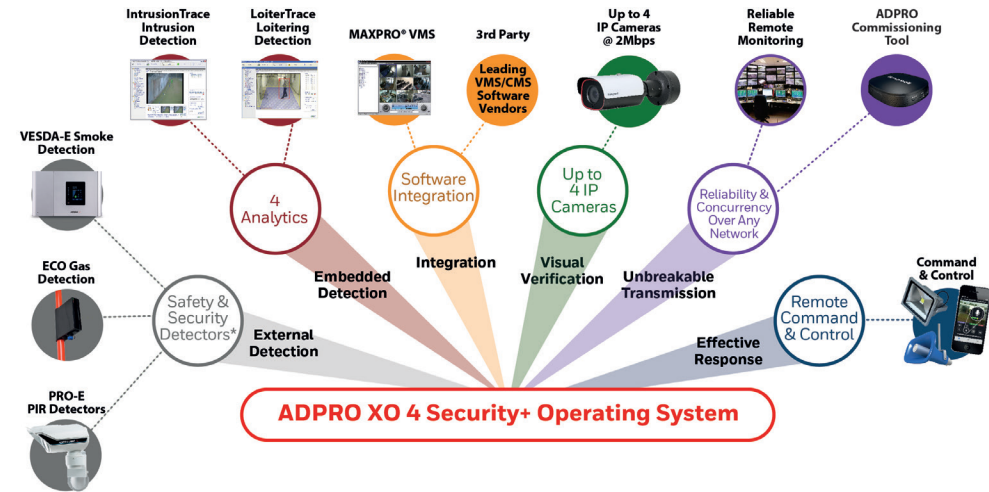 IntrusionTrace
Intrusion
Detection
LoiterTrace
Loitering
Detection
MAXPRO® VMS
3rd Party
Leading
VMS/CMS
Software
Vendors
Up to 4
IP Cameras
@ 2Mbps
Reliable
Remote
Monitoring
ADPRO
Commissioning
Tool
VESDA-E Smoke
Detection
4
Analytics
Software
Integration
Up to
4 IP
Cameras
Reliability &
Concurrency
Over Any
Network
ECO Gas
Detection
Safety &
Security
Detectors*
External
Detection
Embedded
Detection
Integration
Visual
Verification
Unbreakable
Transmission
Effective
Response
Remote
Command
& Control
Command
& Control
PRO-E
PIR Detectors
ADPRO XO 4 Security+ Operating System